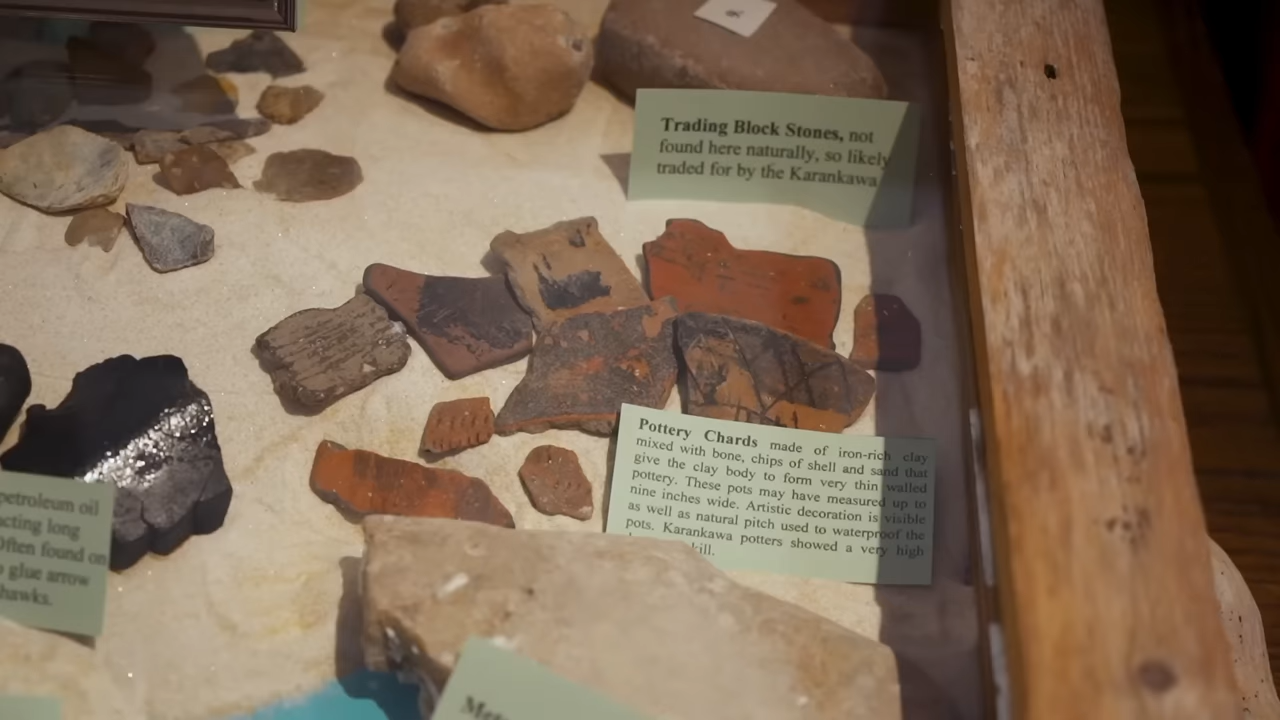 Trading Block Stones, not
found here naturally, so likely
traded for by the Karankawa
Pottery Chards made of iron-rich clay
mixed with bone, chips of shell and sand that
give the clay body to form very thin walled
pottery. These pots may have measured up to
nine inches wide. Artistic decoration is visible
as well as natural pitch used to waterproof the
pots. Karankawa potters showed a very high
petroleum oil
acting long
Often found on
glue arrow
hawks.